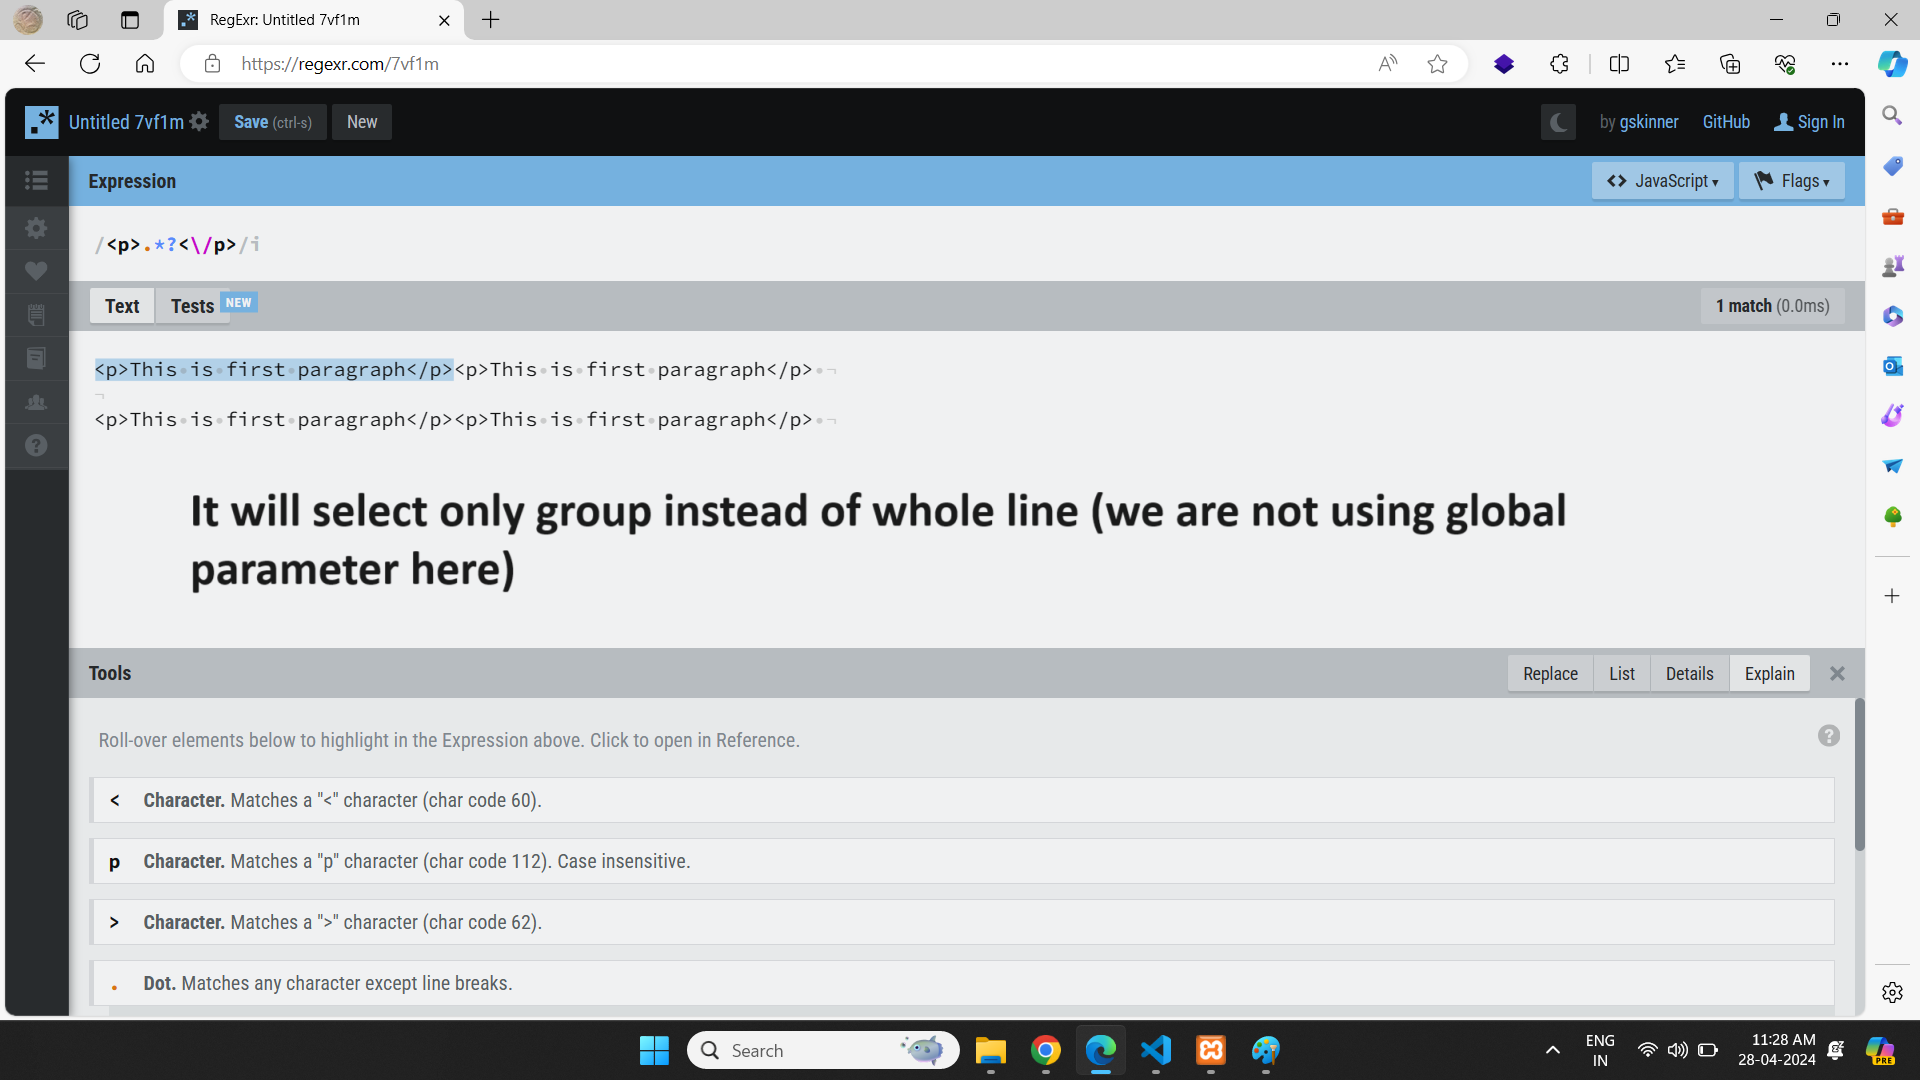 RegExr: Untitled 7vf1m
https://regexr.com/7vf1m
.* Untitled 7vf1m Save (ctrl-s) New by gskinner GitHub Sign In
Expression <> JavaScript Flags
/<p>.*?<\/p>/i
Text Tests NEW 1 match (0.0ms)
<p>This•is•first•paragraph</p><p>This•is•first•paragraph</p>•¬
¬
<p>This•is•first•paragraph</p><p>This•is•first•paragraph</p>•¬
It will select only group instead of whole line (we are not using global
parameter here)
Tools Replace List Details Explain
Roll-over elements below to highlight in the Expression above. Click to open in Reference.
< Character. Matches a "<" character (char code 60).
p Character. Matches a "p" character (char code 112). Case insensitive.
> Character. Matches a ">" character (char code 62).
. Dot. Matches any character except line breaks.
Search ENG 11:28 AM
IN 28-04-2024 PRE